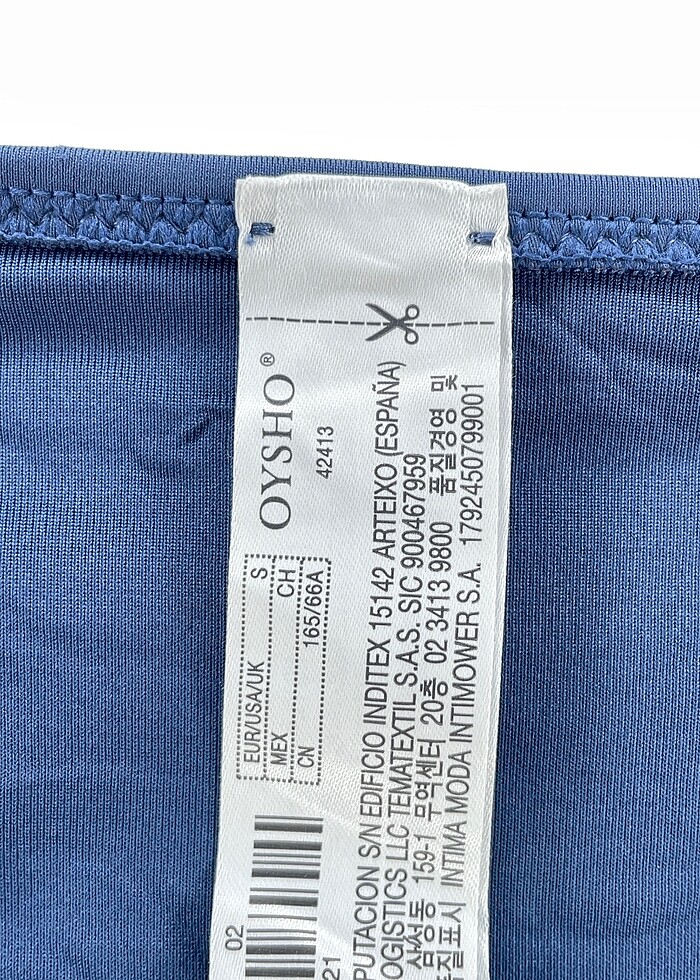 OYSHO®
42413
EUR/USA/UK S
MEX CH
CN 165/66A
02
21
PUTACION S/N EDIFICIO INDITEX 15142 ARTEIXO (ESPAÑA)
OGISTICS LLC TEMATEXTIL S.A.S. SIC 900467959
삼성동 159-1 무역센터 20층 02 3413 9800 품질경영 및
INTIMA MODA INTIMOWER S.A. 1792450799001